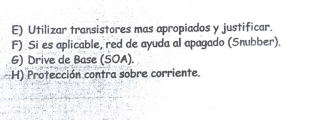 E) Utilizar transistores mas apropiados y justificar.
F) Si es aplicable, red de ayuda al apagado (Snubber).
G) Drive de Base (SOA).
H) Protección contra sobre corriente.